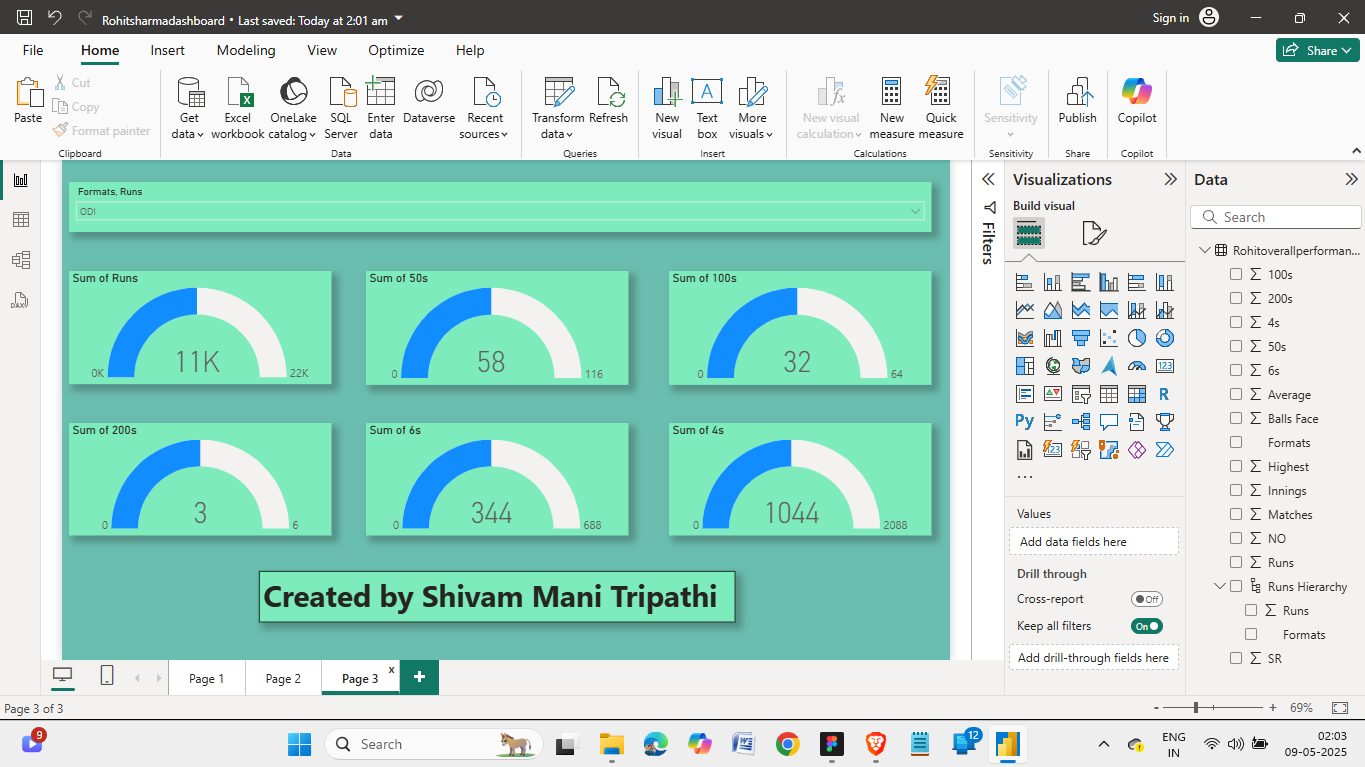 Rohitsharmadashboard • Last saved: Today at 2:01 am
Sign in
File Home Insert Modeling View Optimize Help
Share
Paste
Cut
Copy
Format painter
Clipboard
Get data
Excel workbook
OneLake catalog
SQL Server
Enter data
Dataverse
Recent sources
Data
Transform data
Refresh
Queries
New visual
Text box
More visuals
Insert
New visual calculation
New measure
Quick measure
Calculations
Sensitivity
Sensitivity
Publish
Share
Copilot
Copilot
Formats, Runs
ODI
Sum of Runs
11K
0K 22K
Sum of 50s
58
0 116
Sum of 100s
32
0 64
Sum of 200s
3
0 6
Sum of 6s
344
0 688
Sum of 4s
1044
0 2088
Created by Shivam Mani Tripathi
Filters
Visualizations
Build visual
R
Py
123
...
Values
Add data fields here
Drill through
Cross-report Off
Keep all filters On
Add drill-through fields here
Data
Search
Rohitoverallperforman...
100s
200s
4s
50s
6s
Average
Balls Face
Formats
Highest
Innings
Matches
NO
Runs
Runs Hierarchy
Runs
Formats
SR
Page 1 Page 2 Page 3 x +
Page 3 of 3
- + 69%
9
Search
12
ENG
IN
02:03
09-05-2025